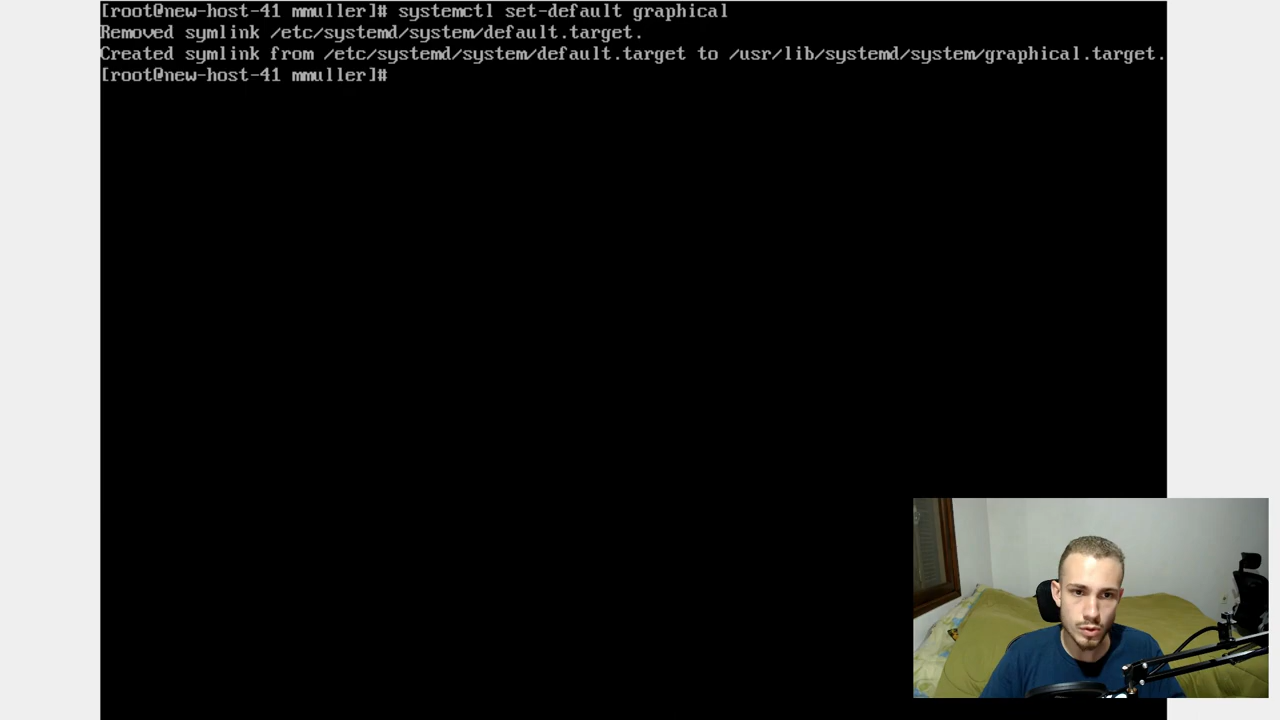 [root@new-host-41 mmuller]# systemctl set-default graphical
Removed symlink /etc/systemd/system/default.target.
Created symlink from /etc/systemd/system/default.target to /usr/lib/systemd/system/graphical.target.
[root@new-host-41 mmuller]#